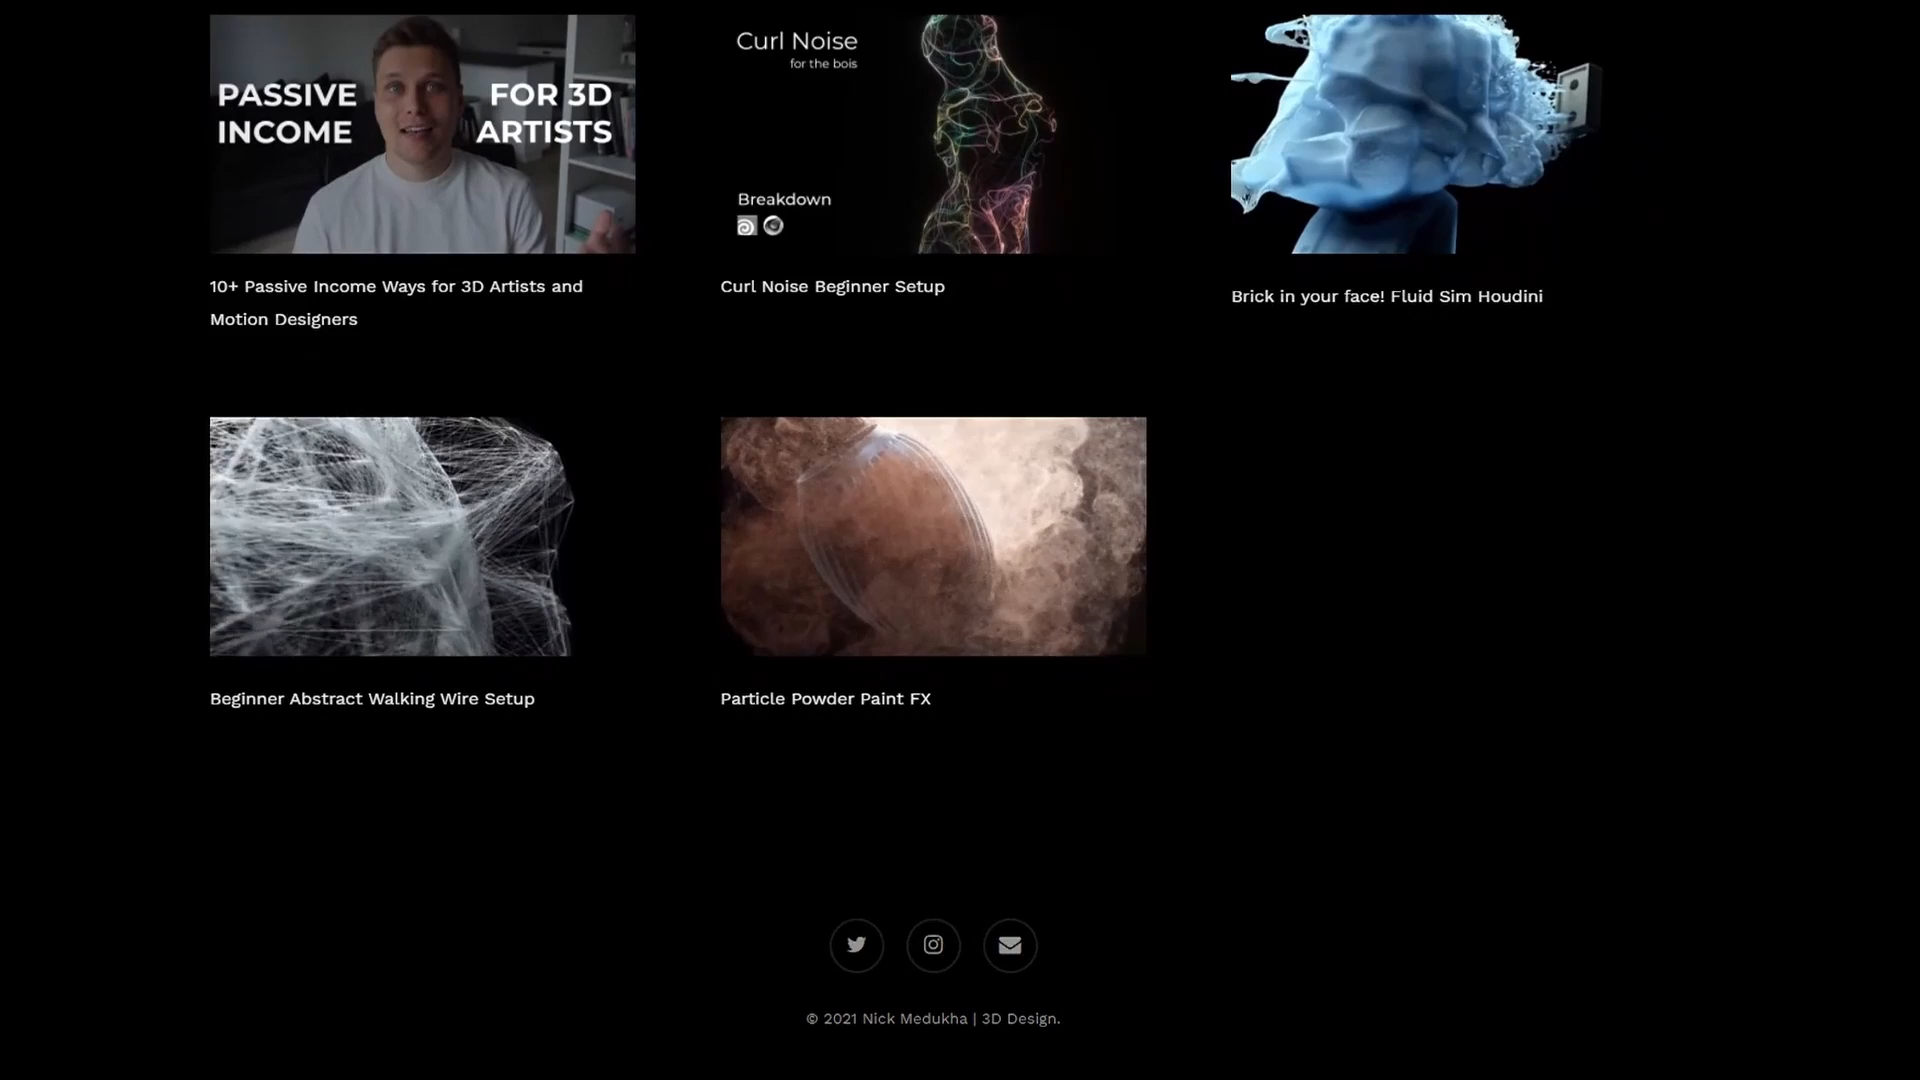 PASSIVE
INCOME
FOR 3D
ARTISTS
Curl Noise
for the bois
Breakdown
10+ Passive Income Ways for 3D Artists and
Motion Designers
Curl Noise Beginner Setup
Brick in your face! Fluid Sim Houdini
Beginner Abstract Walking Wire Setup
Particle Powder Paint FX
© 2021 Nick Medukha | 3D Design.